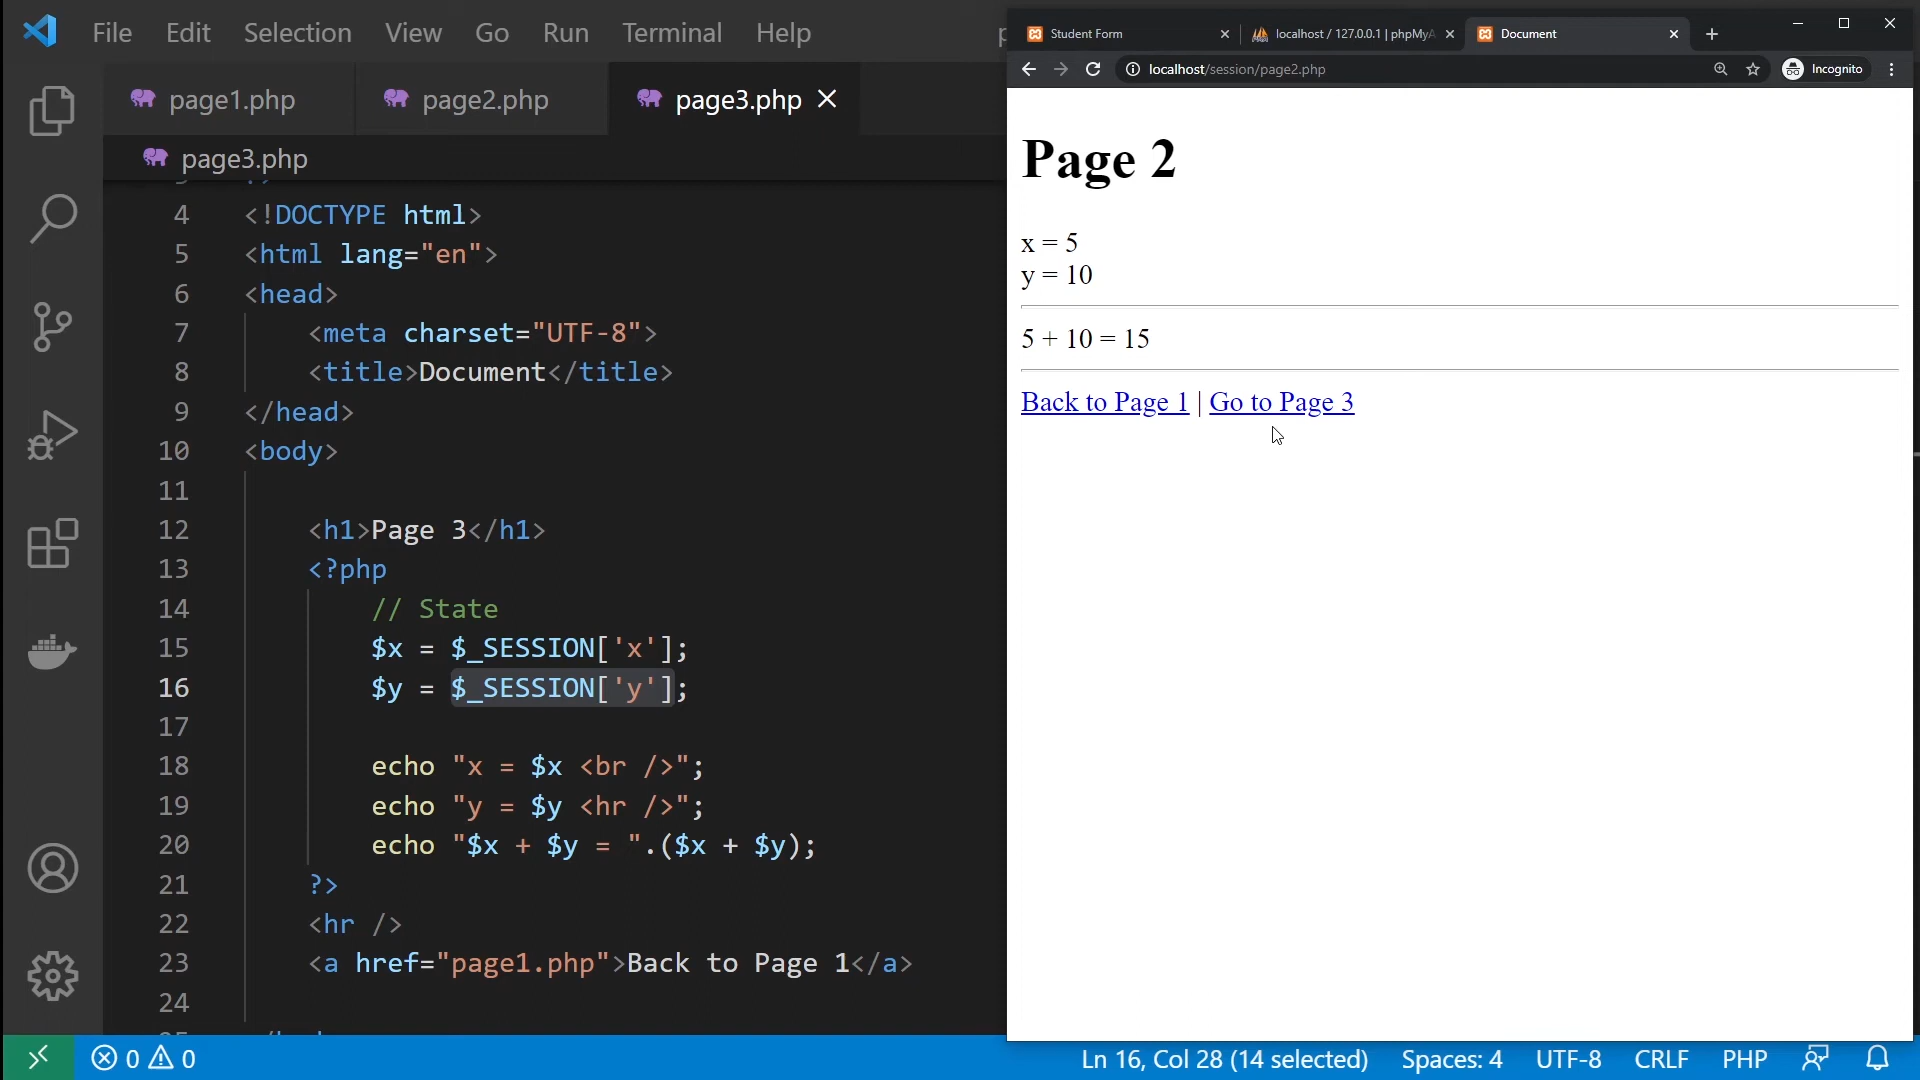 File Edit Selection View Go Run Terminal Help
page1.php page2.php page3.php
page3.php
4 <!DOCTYPE html>
5 <html lang="en">
6 <head>
7 <meta charset="UTF-8">
8 <title>Document</title>
9 </head>
10 <body>
11
12 <h1>Page 3</h1>
13 <?php
14 // State
15 $x = $_SESSION['x'];
16 $y = $_SESSION['y'];
17
18 echo "x = $x <br />";
19 echo "y = $y <hr />";
20 echo "$x + $y = ".($x + $y);
21 ?>
22 <hr />
23 <a href="page1.php">Back to Page 1</a>
24
0 0
Ln 16, Col 28 (14 selected) Spaces: 4 UTF-8 CRLF PHP
Student Form localhost / 127.0.0.1 | phpMyA Document
localhost/session/page2.php Incognito
Page 2
x = 5
y = 10
5 + 10 = 15
Back to Page 1 | Go to Page 3